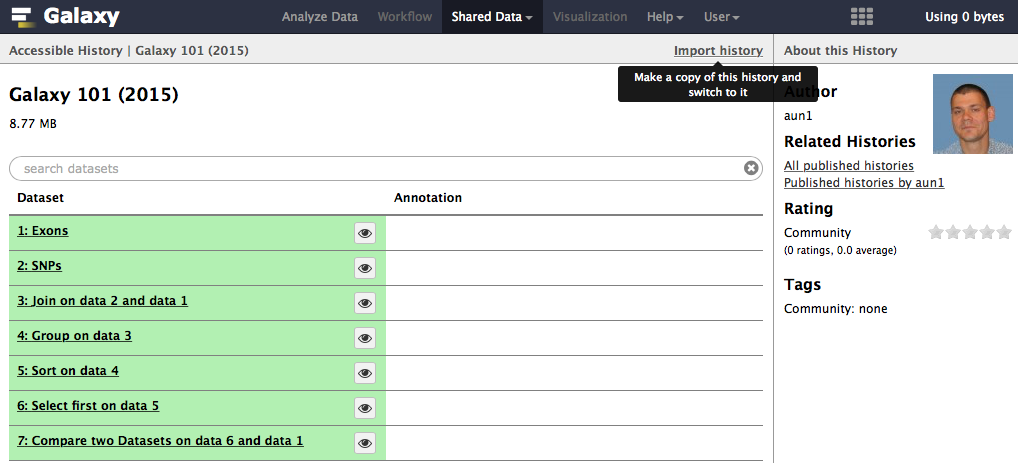 Galaxy
Analyze Data Workflow Shared Data Visualization Help User Using 0 bytes
Accessible History | Galaxy 101 (2015) Import history About this History
Make a copy of this history and
switch to it
Galaxy 101 (2015)
8.77 MB
search datasets
Dataset Annotation
1: Exons
2: SNPs
3: Join on data 2 and data 1
4: Group on data 3
5: Sort on data 4
6: Select first on data 5
7: Compare two Datasets on data 6 and data 1
Author
aun1
Related Histories
All published histories
Published histories by aun1
Rating
Community
(0 ratings, 0.0 average)
Tags
Community: none